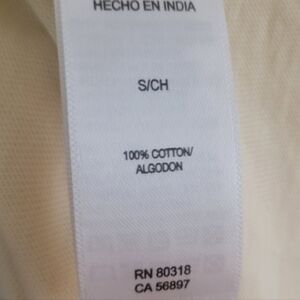 HECHO EN INDIA
S/CH
100% COTTON/
ALGODON
RN 80318
CA 56897